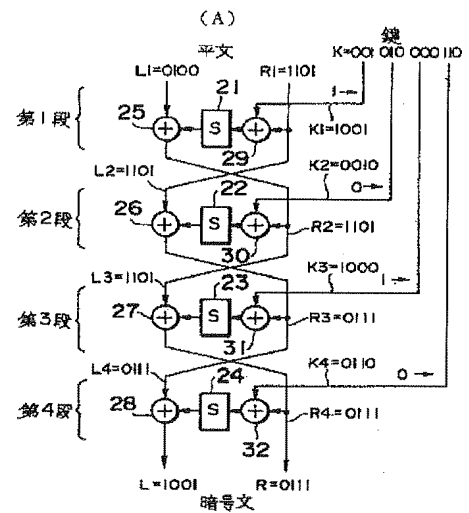 (A)
鍵
平文
K=001 010 000 110
L1=0100
R1=1101
21
1→
第1段
25
S
29
K1=1001
L2=1101
22
K2=0010
0→
第2段
26
S
30
R2=1101
L3=1101
23
K3=1000
1→
第3段
27
S
31
R3=0111
L4=0111
24
K4=0110
0→
第4段
28
S
32
R4=0111
L=1001
R=0111
暗号文